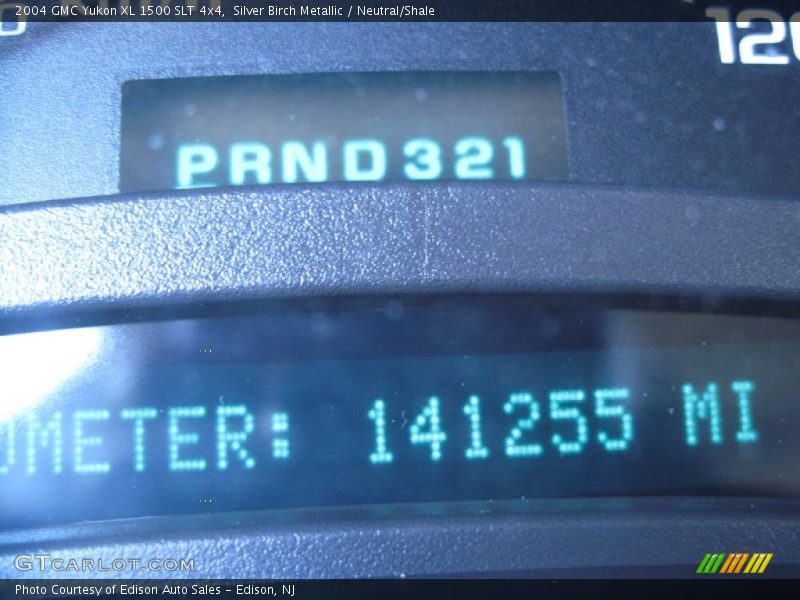 2004 GMC Yukon XL 1500 SLT 4x4, Silver Birch Metallic / Neutral/Shale
120
PRND321
OMETER: 141255 MI
GTCARLOT.COM
Photo Courtesy of Edison Auto Sales - Edison, NJ